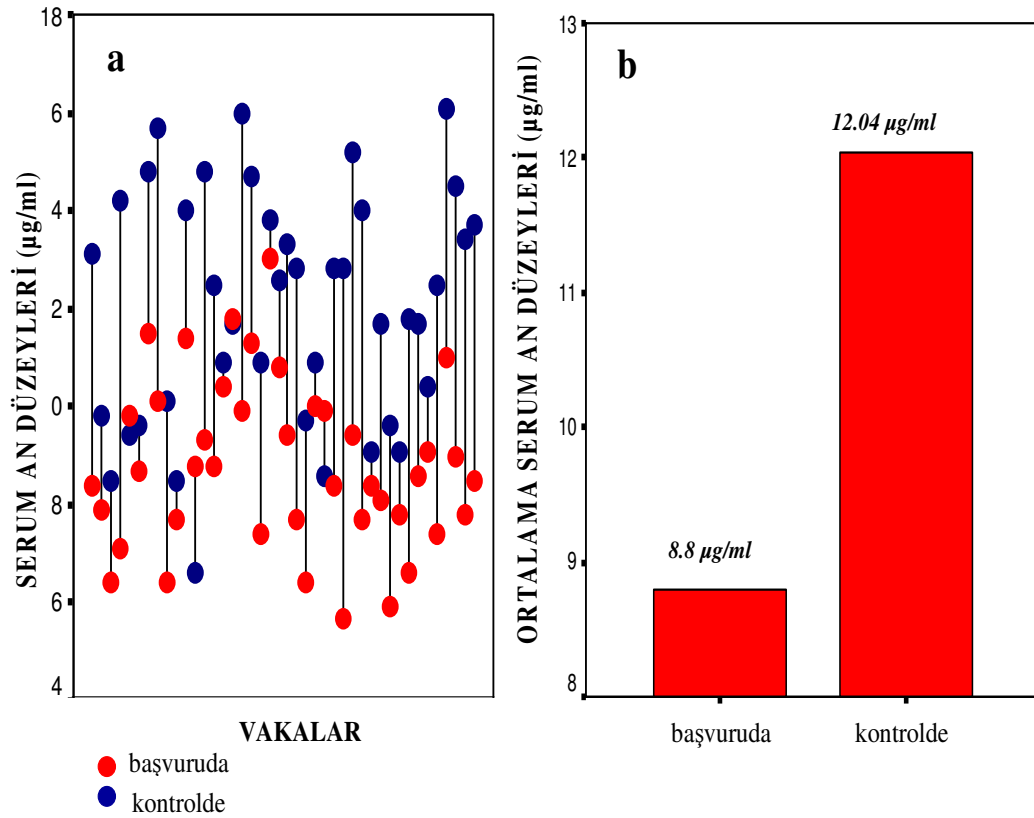 a
SERUM AN DÜZEYLERİ (µg/ml)
18
6
4
2
0
8
6
4
VAKALAR
başvuruda
kontrolde
b
ORTALAMA SERUM AN DÜZEYLERİ (µg/ml)
13
12
11
10
9
8
8.8 µg/ml
12.04 µg/ml
başvuruda
kontrolde